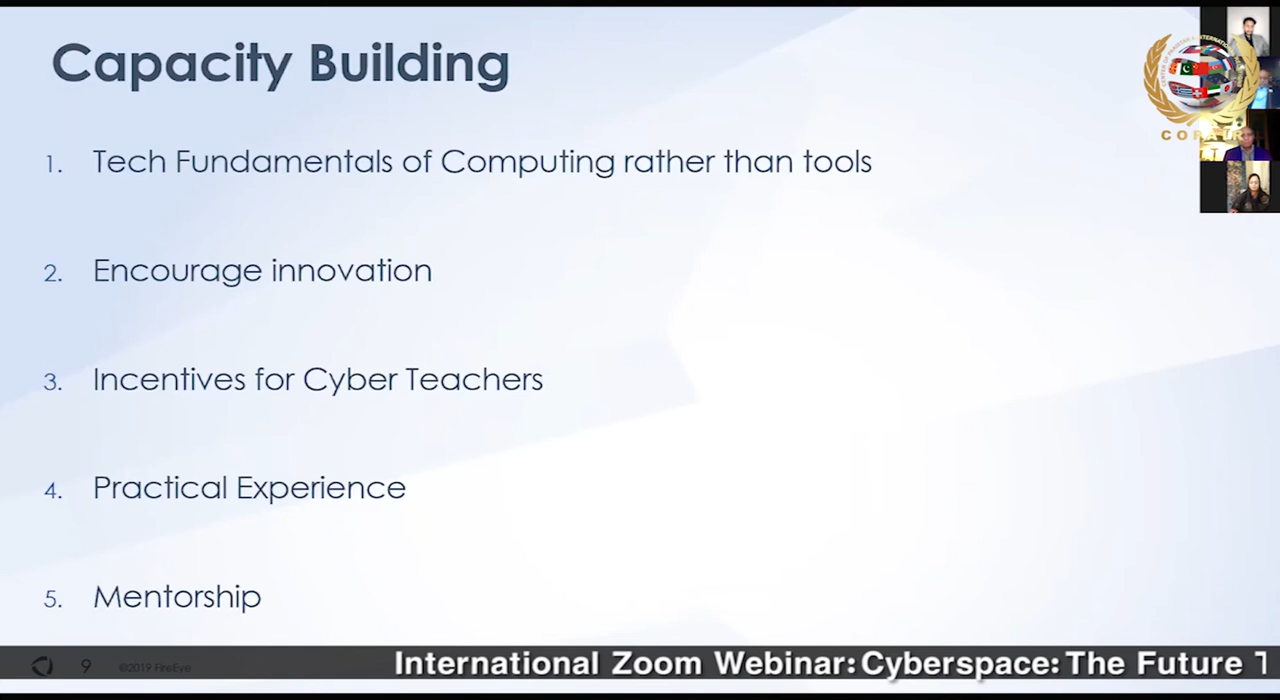 Capacity Building
1. Tech Fundamentals of Computing rather than tools
2. Encourage innovation
3. Incentives for Cyber Teachers
4. Practical Experience
5. Mentorship
9 ©2019 FireEye
International Zoom Webinar: Cyberspace: The Future T